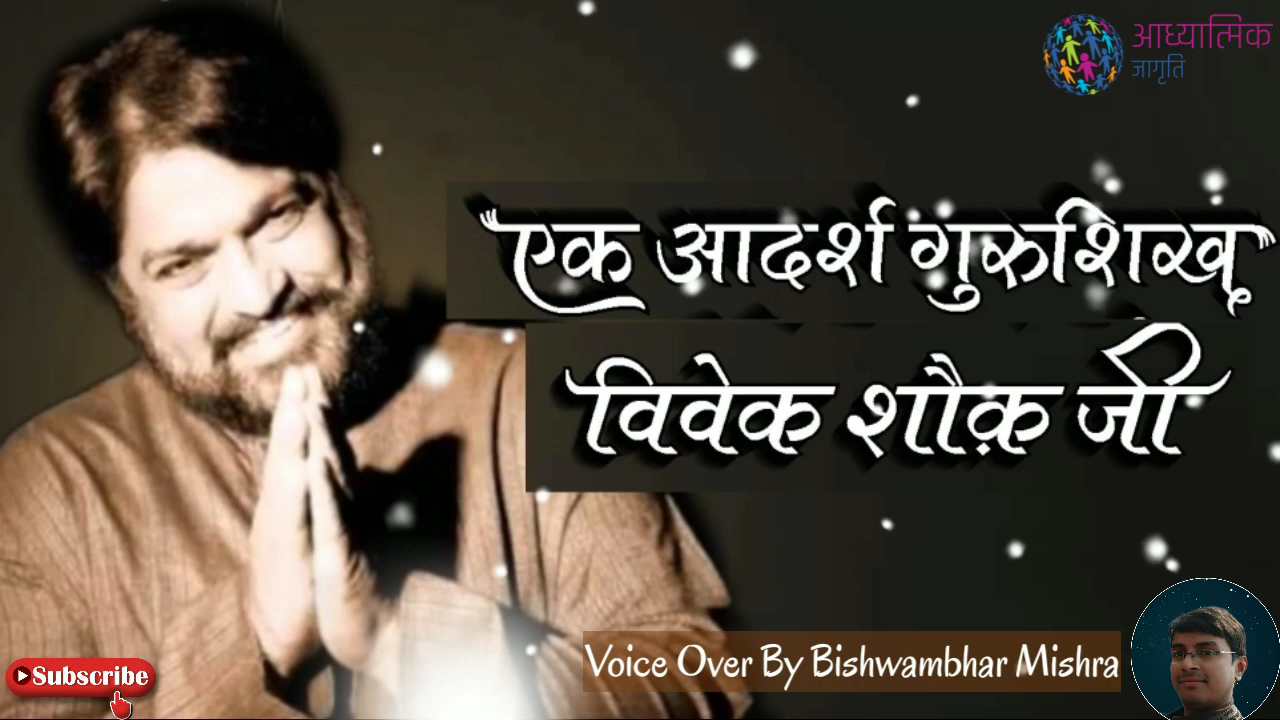 आध्यात्मिक
जागृति
"एक आदर्श गुरुशिख"
विवेक शौक़ जी
Voice Over By Bishwambhar Mishra
Subscribe